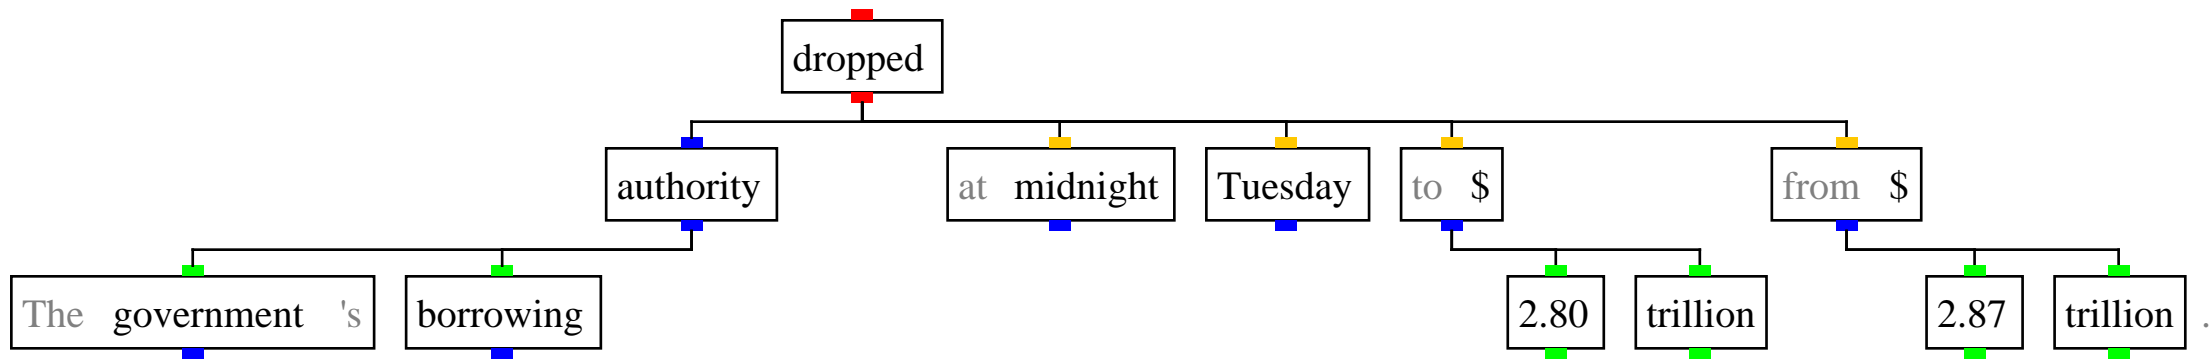 dropped
authority at midnight Tuesday to $ from $
The government 's borrowing 2.80 trillion 2.87 trillion .